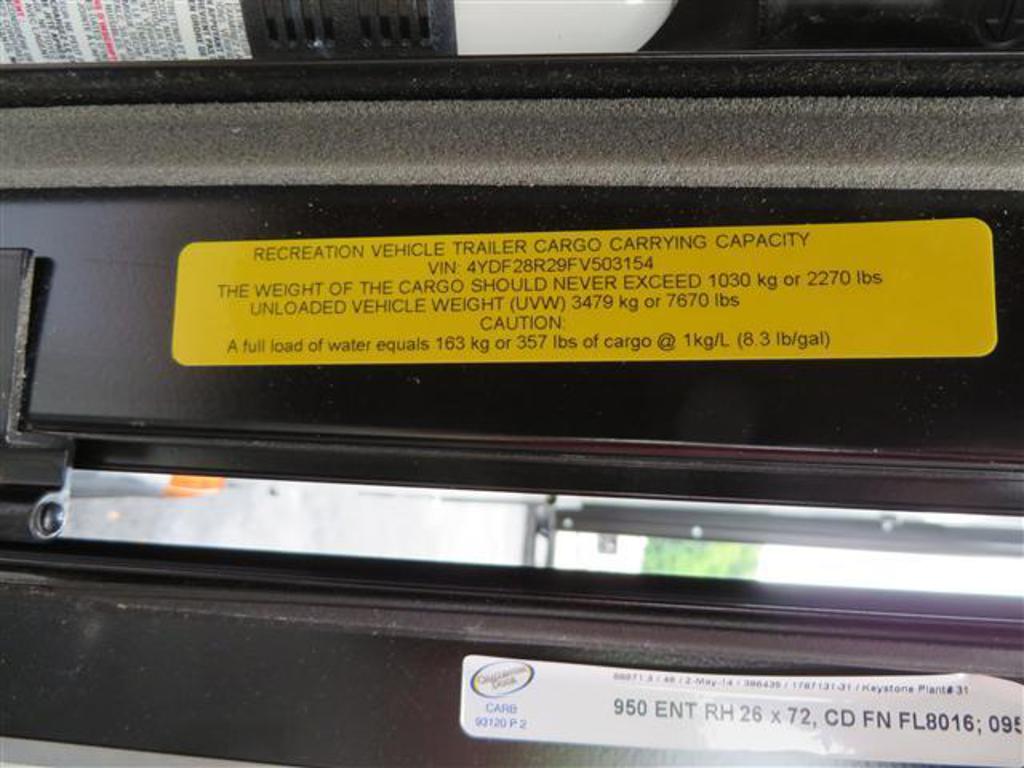 RECREATION VEHICLE TRAILER CARGO CARRYING CAPACITY
VIN: 4YDF28R29FV503154
THE WEIGHT OF THE CARGO SHOULD NEVER EXCEED 1030 kg or 2270 lbs
UNLOADED VEHICLE WEIGHT (UVW) 3479 kg or 7670 lbs
CAUTION:
A full load of water equals 163 kg or 357 lbs of cargo @ 1kg/L (8.3 lb/gal)
/ 2-May-14 / / Keystone Plant# 31
CARB
93120 P 2
950 ENT RH 26 x 72, CD FN FL8016; 095